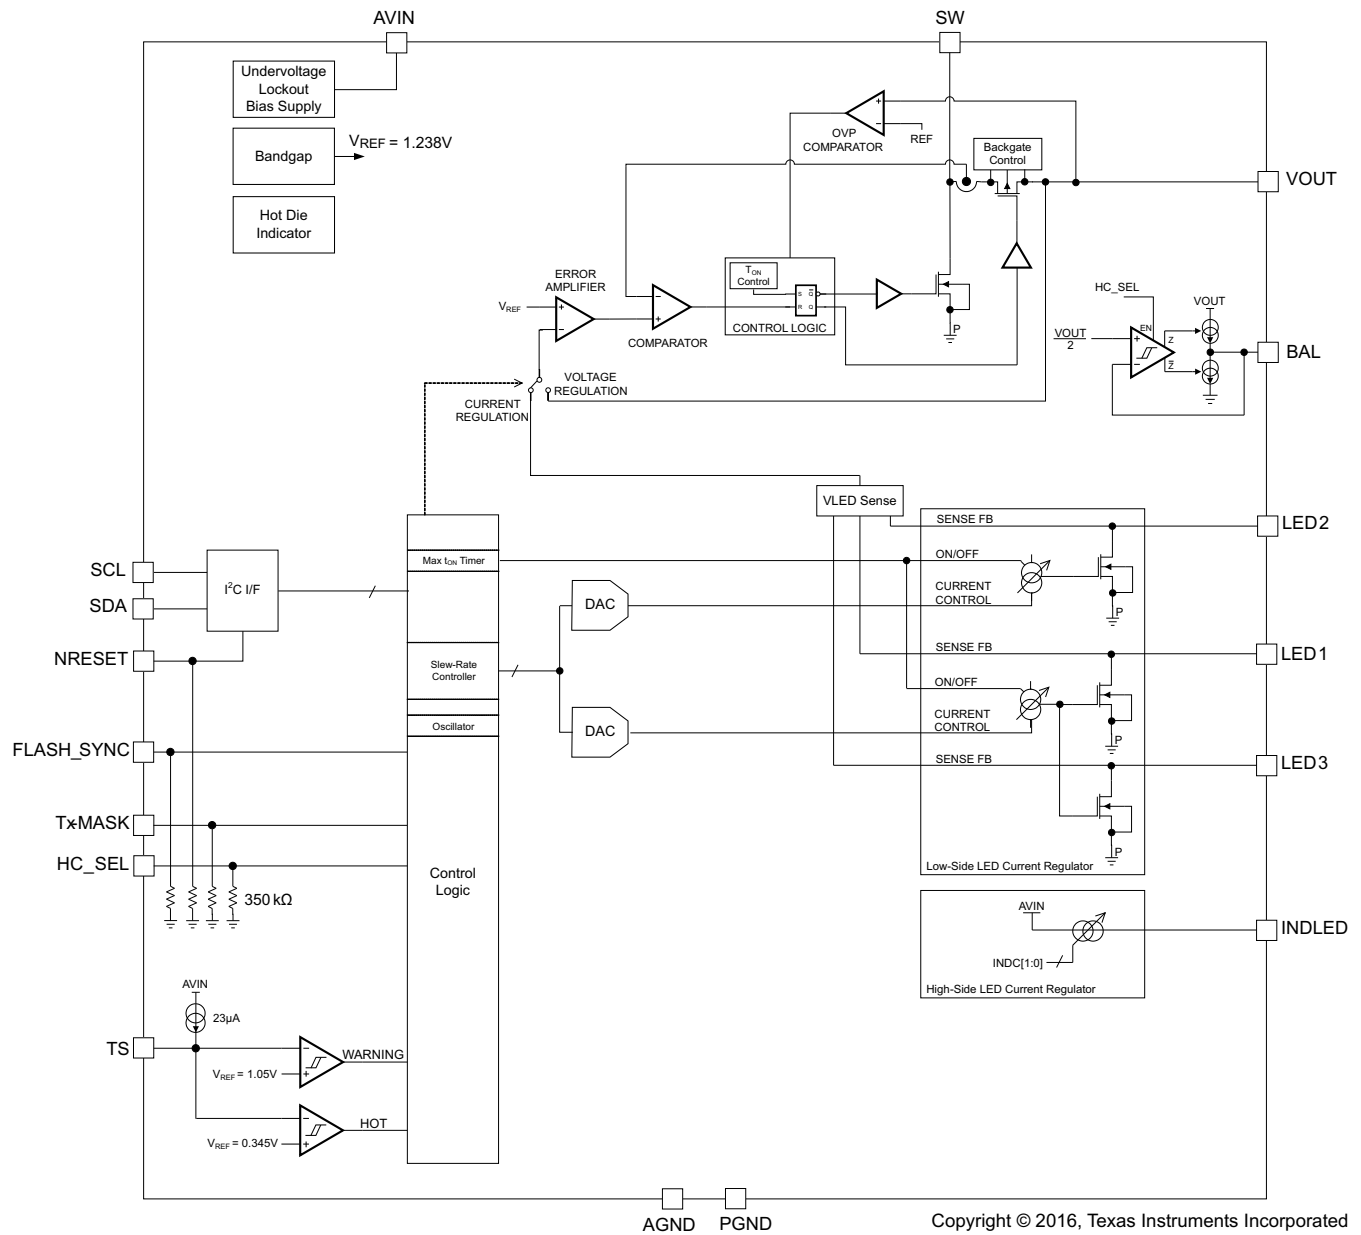 AVIN
SW
Undervoltage
Lockout
Bias Supply
Bandgap
VREF = 1.238V
Hot Die
Indicator
OVP
COMPARATOR
+
−
REF
Backgate
Control
VOUT
ERROR
AMPLIFIER
VREF
+
−
−
+
COMPARATOR
TON
Control
S Q̅
R Q
CONTROL LOGIC
P
HC_SEL
EN
VOUT
2
+
−
Z
Z̅
VOUT
BAL
VOLTAGE
REGULATION
CURRENT
REGULATION
VLED Sense
SENSE FB
LED2
ON/OFF
CURRENT
CONTROL
P
SENSE FB
LED1
ON/OFF
CURRENT
CONTROL
P
SENSE FB
LED3
P
Low-Side LED Current Regulator
SCL
SDA
I²C I/F
NRESET
FLASH_SYNC
Tx-MASK
HC_SEL
350 kΩ
Max tON Timer
Slew-Rate
Controller
Oscillator
Control
Logic
DAC
DAC
AVIN
INDC[1:0]
INDLED
High-Side LED Current Regulator
AVIN
23µA
TS
−
VREF = 1.05V
+
WARNING
−
VREF = 0.345V
+
HOT
AGND
PGND
Copyright © 2016, Texas Instruments Incorporated